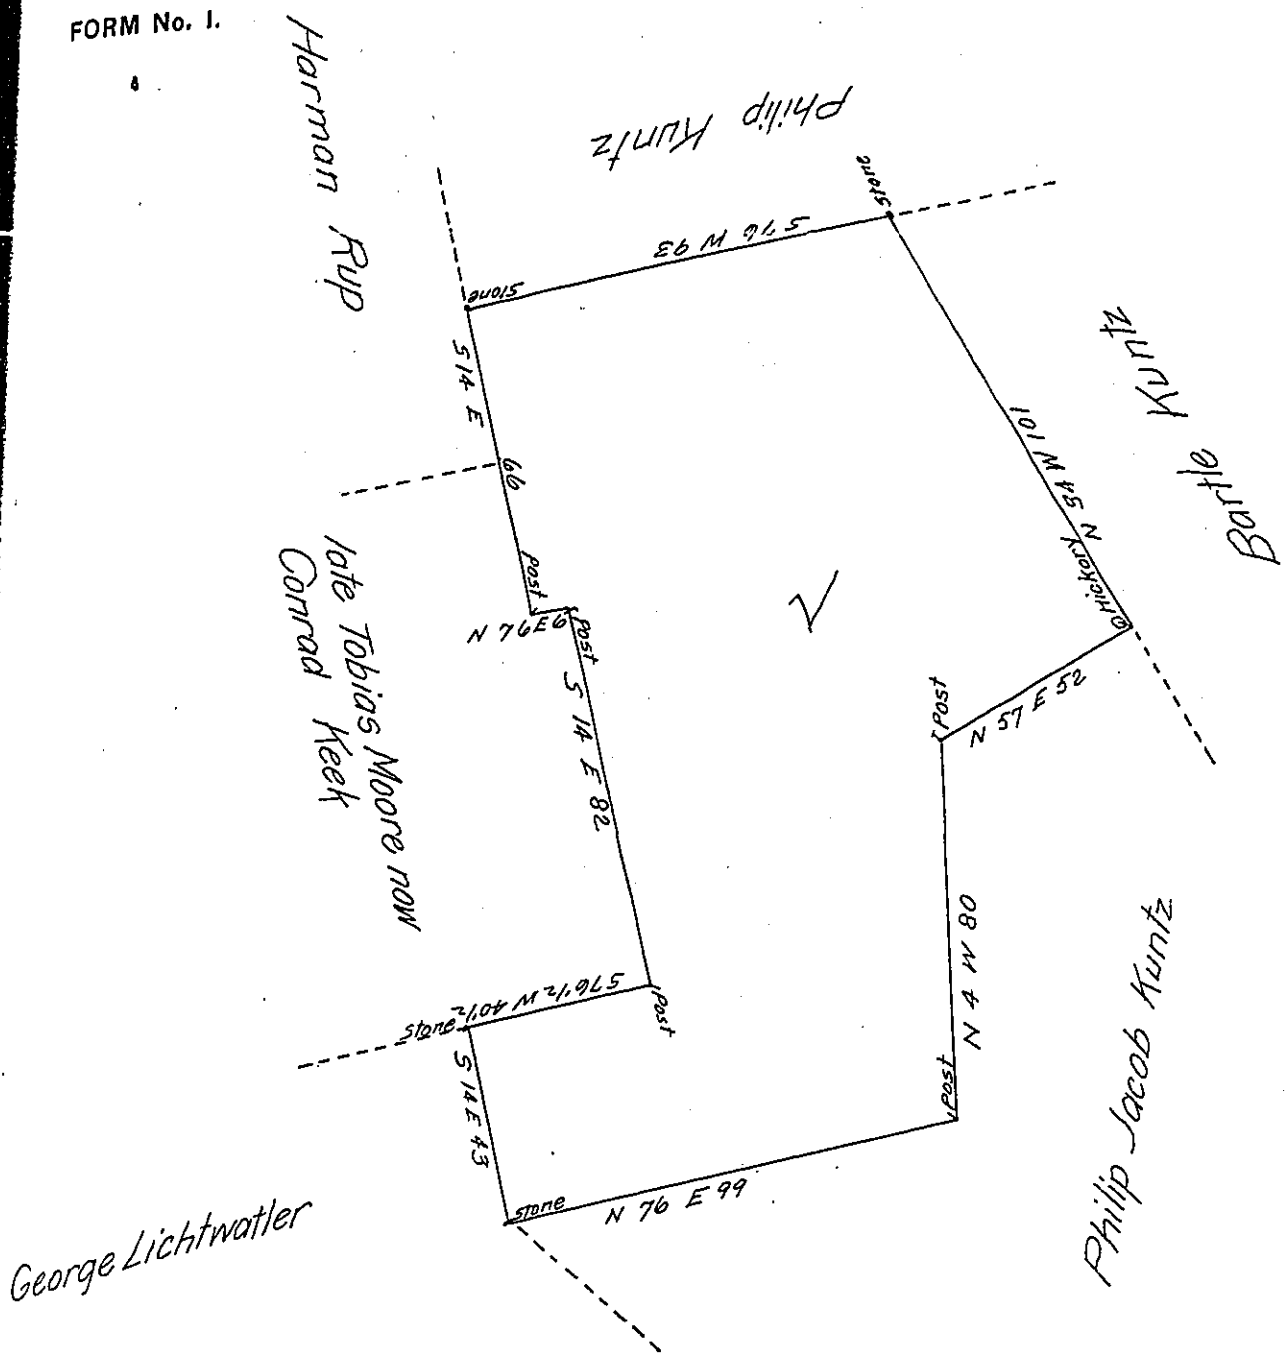 FORM No. 1.
Harman Rup
Philip Kuntz
Stone
S 76 W 93
Stone
S 14 E
66
Bartle Kuntz
N 54 W 101
Hickory
Post
N 76 E 9
Post
late Tobias Moore now
Conrad Keek
S 14 E 82
Post
N 57 E 52
N 4 W 80
Philip Jacob Kuntz
S 76 1/2 W 40 1/2
Post
Stone
S 14 E 43
Post
Stone
N 76 E 99
George Lichtwatler